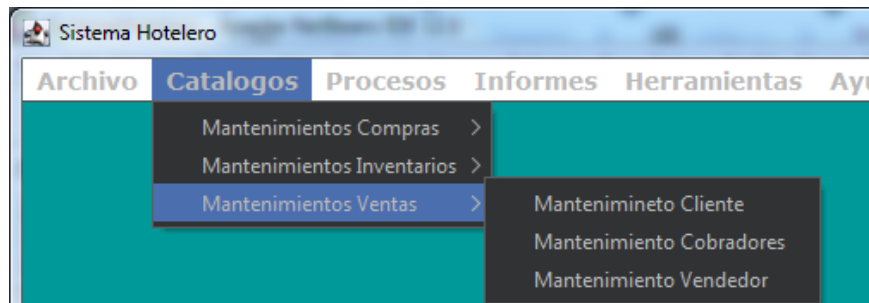 Sistema Hotelero
Archivo Catalogos Procesos Informes Herramientas Ayu
Mantenimientos Compras
Mantenimientos Inventarios
Mantenimientos Ventas
Mantenimineto Cliente
Mantenimiento Cobradores
Mantenimiento Vendedor